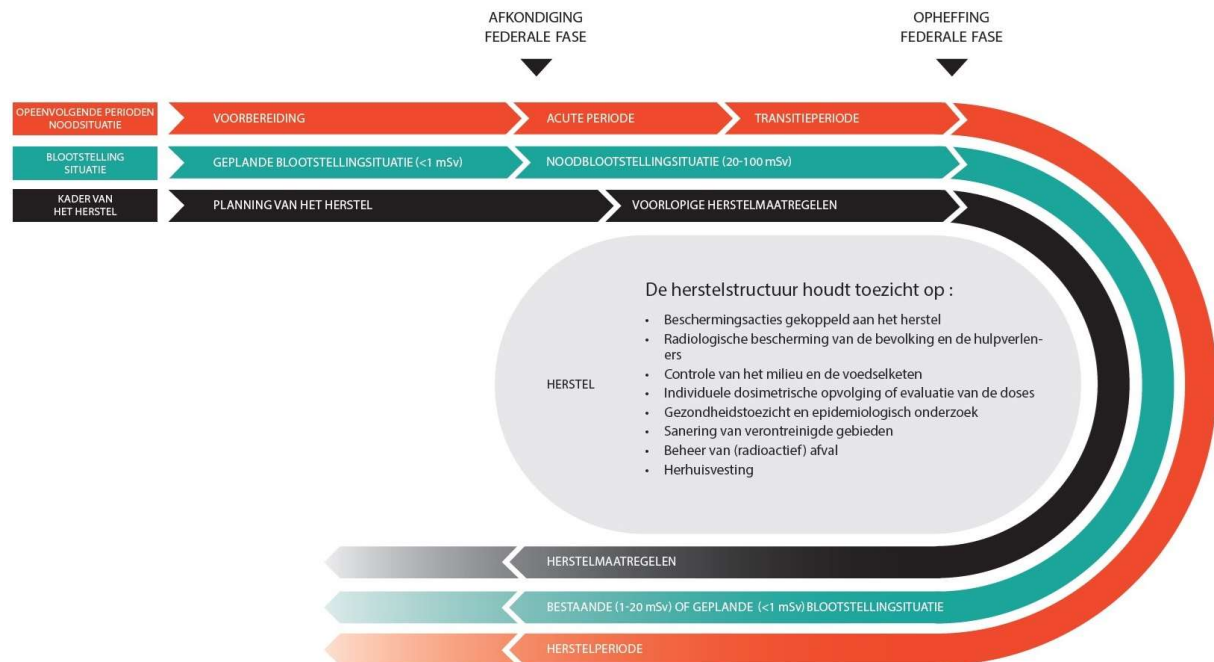 AFKONDIGING
FEDERALE FASE
OPHEFFING
FEDERALE FASE
OPEENVOLGENDE PERIODEN
NOODSITUATIE
VOORBEREIDING
ACUTE PERIODE
TRANSITIEPERIODE
BLOOTSTELLING
SITUATIE
GEPLANDE BLOOTSTELLINGSITUATIE (<1 mSv)
NOODBLOOTSTELLINGSITUATIE (20-100 mSv)
KADER VAN
HET HERSTEL
PLANNING VAN HET HERSTEL
VOORLOPIGE HERSTELMAATREGELEN
HERSTEL
De herstelstructuur houdt toezicht op :
• Beschermingsacties gekoppeld aan het herstel
• Radiologische bescherming van de bevolking en de hulpverlen-
ers
• Controle van het milieu en de voedselketen
• Individuele dosimetrische opvolging of evaluatie van de doses
• Gezondheidstoezicht en epidemiologisch onderzoek
• Sanering van verontreinigde gebieden
• Beheer van (radioactief) afval
• Herhuisvesting
HERSTELMAATREGELEN
BESTAANDE (1-20 mSv) OF GEPLANDE (<1 mSv) BLOOTSTELLINGSITUATIE
HERSTELPERIODE